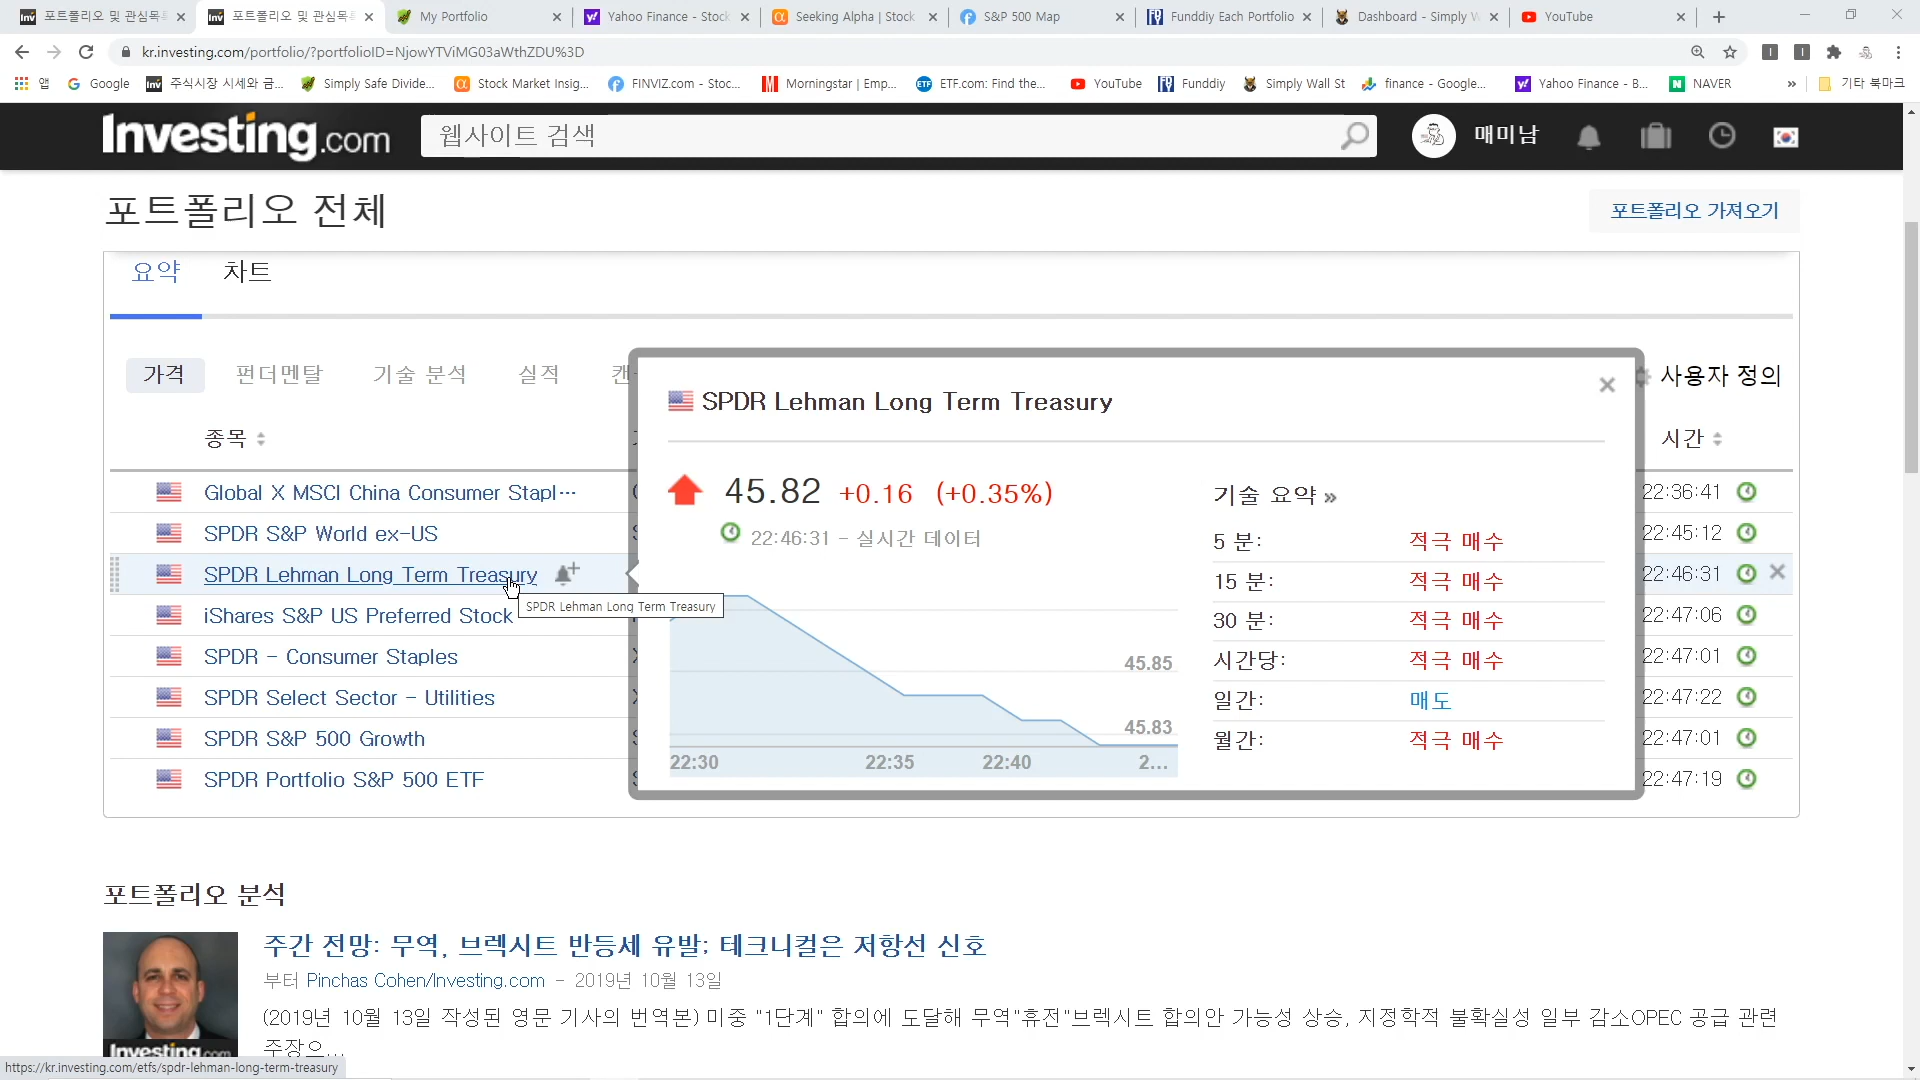 포트폴리오 및 관심목록
포트폴리오 및 관심목록
My Portfolio
Yahoo Finance - Stock
Seeking Alpha | Stock
S&P 500 Map
Funddiy Each Portfolio
Dashboard - Simply W
YouTube
kr.investing.com/portfolio/?portfolioID=NjowYTViMG03aWthZDU%3D
앱
Google
주식시장 시세와 금...
Simply Safe Divide...
Stock Market Insig...
FINVIZ.com - Stoc...
Morningstar | Emp...
ETF.com: Find the...
YouTube
Funddiy
Simply Wall St
finance - Google...
Yahoo Finance - B...
NAVER
»
기타 북마크
Investing.com
웹사이트 검색
매미남
포트폴리오 전체
포트폴리오 가져오기
요약
차트
가격
펀더멘탈
기술 분석
실적
사용자 정의
종목
시간
Global X MSCI China Consumer Stapl...
22:36:41
SPDR S&P World ex-US
22:45:12
SPDR Lehman Long Term Treasury
22:46:31
SPDR Lehman Long Term Treasury
iShares S&P US Preferred Stock
22:47:06
SPDR - Consumer Staples
22:47:01
SPDR Select Sector - Utilities
22:47:22
SPDR S&P 500 Growth
22:47:01
SPDR Portfolio S&P 500 ETF
22:47:19
SPDR Lehman Long Term Treasury
45.82 +0.16 (+0.35%)
22:46:31 - 실시간 데이터
45.85
45.83
22:30 22:35 22:40 2...
기술 요약 »
5 분: 적극 매수
15 분: 적극 매수
30 분: 적극 매수
시간당: 적극 매수
일간: 매도
월간: 적극 매수
포트폴리오 분석
주간 전망: 무역, 브렉시트 반등세 유발; 테크니컬은 저항선 신호
부터 Pinchas Cohen/Investing.com - 2019년 10월 13일
(2019년 10월 13일 작성된 영문 기사의 번역본) 미중 "1단계" 합의에 도달해 무역"휴전"브렉시트 합의안 가능성 상승, 지정학적 불확실성 일부 감소OPEC 공급 관련
주장으...
Investing.com
https://kr.investing.com/etfs/spdr-lehman-long-term-treasury